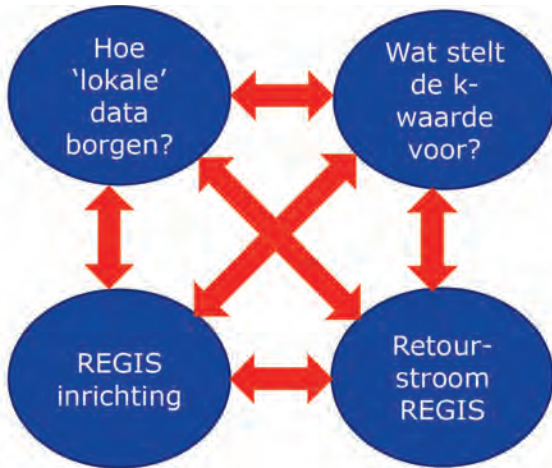 Hoe
‘lokale’
data
borgen?
Wat stelt
de k-
waarde
voor?
REGIS
inrichting
Retour-
stroom
REGIS